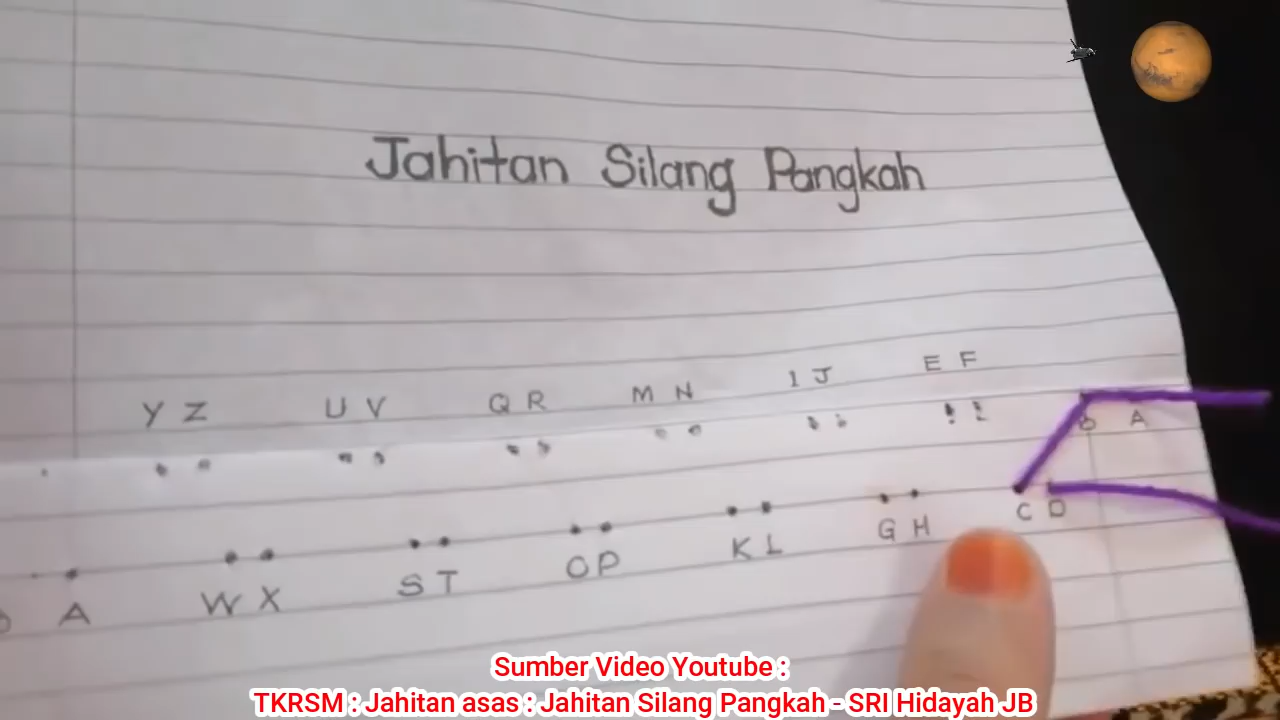 Jahitan Silang Pangkah
Y Z U V Q R M N I J E F
B A
C D
G H
K L
O P
S T
W X
A
Sumber Video Youtube :
TKRSM : Jahitan asas : Jahitan Silang Pangkah - SRI Hidayah JB